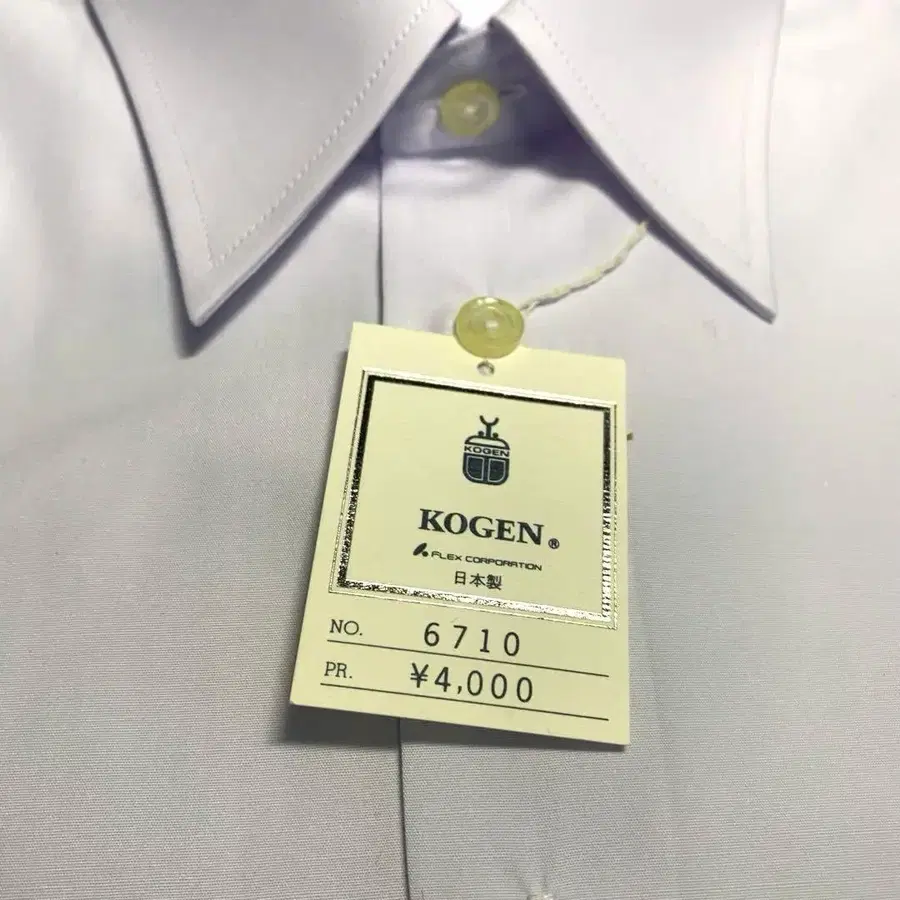 KOGEN
KOGEN®
FLEX CORPORATION
日本製
NO. 6710
PR. ¥4,000